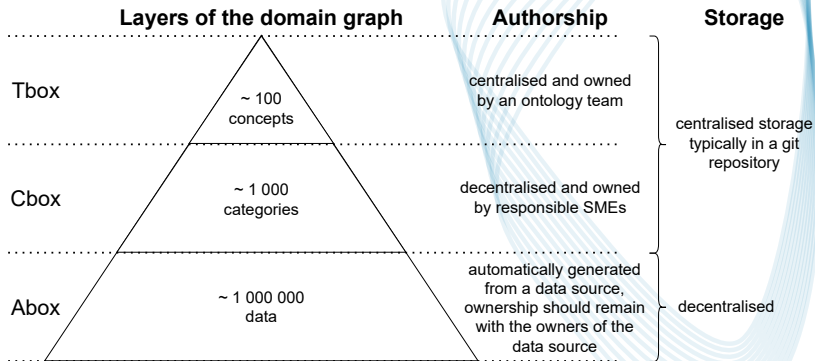 Layers of the domain graph
Authorship
Storage
Tbox
~ 100
concepts
centralised and owned
by an ontology team
centralised storage
typically in a git
repository
Cbox
~ 1 000
categories
decentralised and owned
by responsible SMEs
Abox
~ 1 000 000
data
automatically generated
from a data source,
ownership should remain
with the owners of the
data source
decentralised